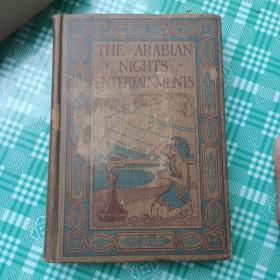 THE · ARABIAN
NIGHTS'
ENTERTAINMENTS